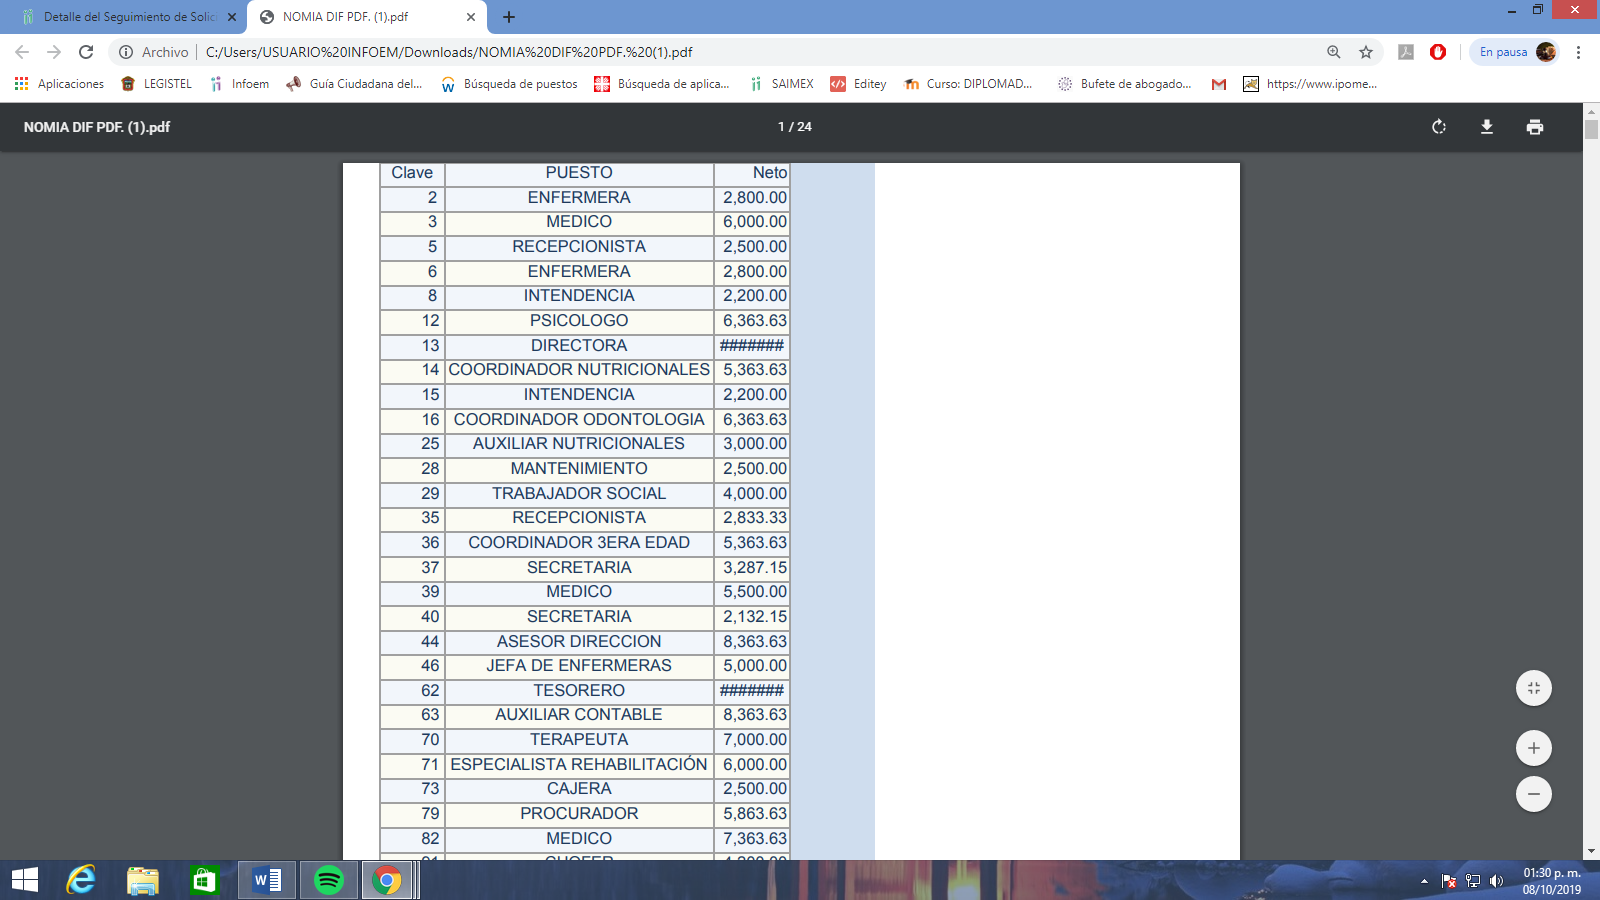 Detalle del Seguimiento de Solic
NOMIA DIF PDF. (1).pdf
Archivo C:/Users/USUARIO%20INFOEM/Downloads/NOMIA%20DIF%20PDF.%20(1).pdf En pausa
Aplicaciones LEGISTEL Infoem Guía Ciudadana del... Búsqueda de puestos Búsqueda de aplica... SAIMEX Editey Curso: DIPLOMAD... Bufete de abogado... https://www.ipome...
NOMIA DIF PDF. (1).pdf 1 / 24
Clave PUESTO Neto
2 ENFERMERA 2,800.00
3 MEDICO 6,000.00
5 RECEPCIONISTA 2,500.00
6 ENFERMERA 2,800.00
8 INTENDENCIA 2,200.00
12 PSICOLOGO 6,363.63
13 DIRECTORA #######
14 COORDINADOR NUTRICIONALES 5,363.63
15 INTENDENCIA 2,200.00
16 COORDINADOR ODONTOLOGIA 6,363.63
25 AUXILIAR NUTRICIONALES 3,000.00
28 MANTENIMIENTO 2,500.00
29 TRABAJADOR SOCIAL 4,000.00
35 RECEPCIONISTA 2,833.33
36 COORDINADOR 3ERA EDAD 5,363.63
37 SECRETARIA 3,287.15
39 MEDICO 5,500.00
40 SECRETARIA 2,132.15
44 ASESOR DIRECCION 8,363.63
46 JEFA DE ENFERMERAS 5,000.00
62 TESORERO #######
63 AUXILIAR CONTABLE 8,363.63
70 TERAPEUTA 7,000.00
71 ESPECIALISTA REHABILITACIÓN 6,000.00
73 CAJERA 2,500.00
79 PROCURADOR 5,863.63
82 MEDICO 7,363.63
01:30 p. m.
08/10/2019